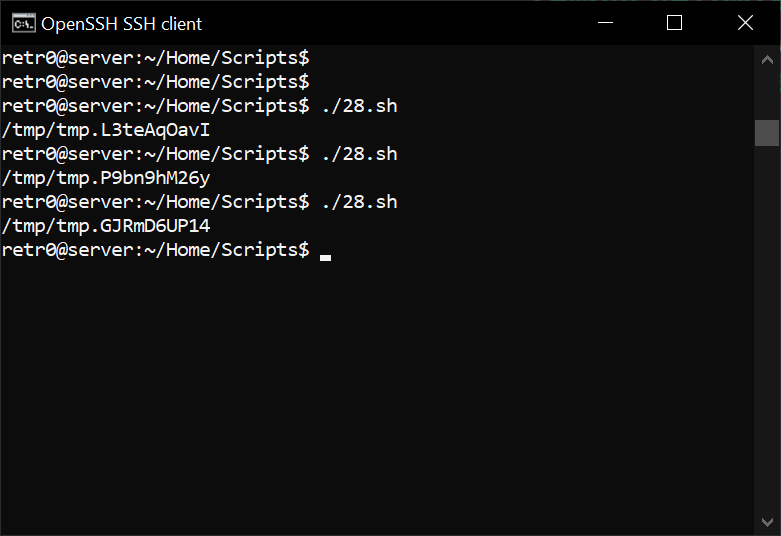 OpenSSH SSH client
retr0@server:~/Home/Scripts$
retr0@server:~/Home/Scripts$
retr0@server:~/Home/Scripts$ ./28.sh
/tmp/tmp.L3teAqOavI
retr0@server:~/Home/Scripts$ ./28.sh
/tmp/tmp.P9bn9hM26y
retr0@server:~/Home/Scripts$ ./28.sh
/tmp/tmp.GJRmD6UP14
retr0@server:~/Home/Scripts$